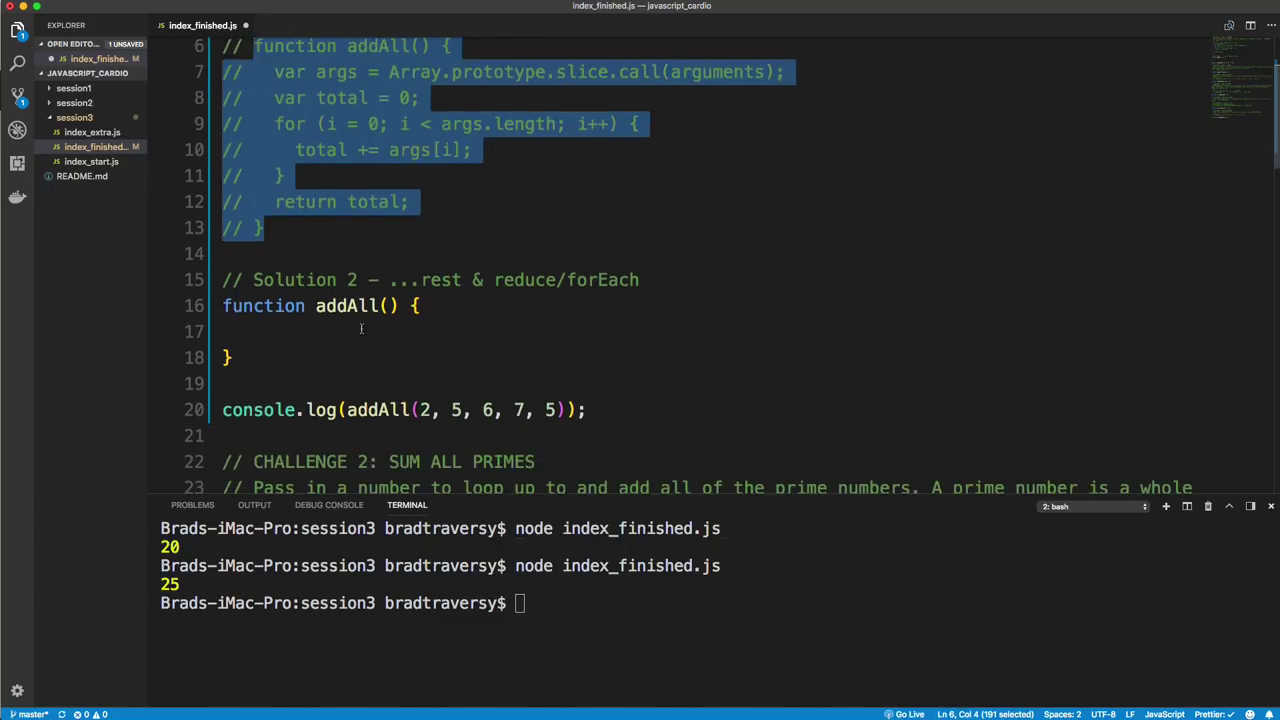 index_finished.js — javascript_cardio
EXPLORER
index_finished.js
OPEN EDITO... 1 UNSAVED
index_finishe... M
JAVASCRIPT_CARDIO
session1
session2
session3
index_extra.js
index_finished... M
index_start.js
README.md
6 // function addAll() {
7 //   var args = Array.prototype.slice.call(arguments);
8 //   var total = 0;
9 //   for (i = 0; i < args.length; i++) {
10 //     total += args[i];
11 //   }
12 //   return total;
13 // }
14
15 // Solution 2 - ...rest & reduce/forEach
16 function addAll() {
17
18 }
19
20 console.log(addAll(2, 5, 6, 7, 5));
21
22 // CHALLENGE 2: SUM ALL PRIMES
23 // Pass in a number to loop up to and add all of the prime numbers. A prime number is a whole
PROBLEMS OUTPUT DEBUG CONSOLE TERMINAL 2: bash
Brads-iMac-Pro:session3 bradtraversy$ node index_finished.js
20
Brads-iMac-Pro:session3 bradtraversy$ node index_finished.js
25
Brads-iMac-Pro:session3 bradtraversy$
master* 0 0 Go Live Ln 6, Col 4 (191 selected) Spaces: 2 UTF-8 LF JavaScript Prettier: ✓